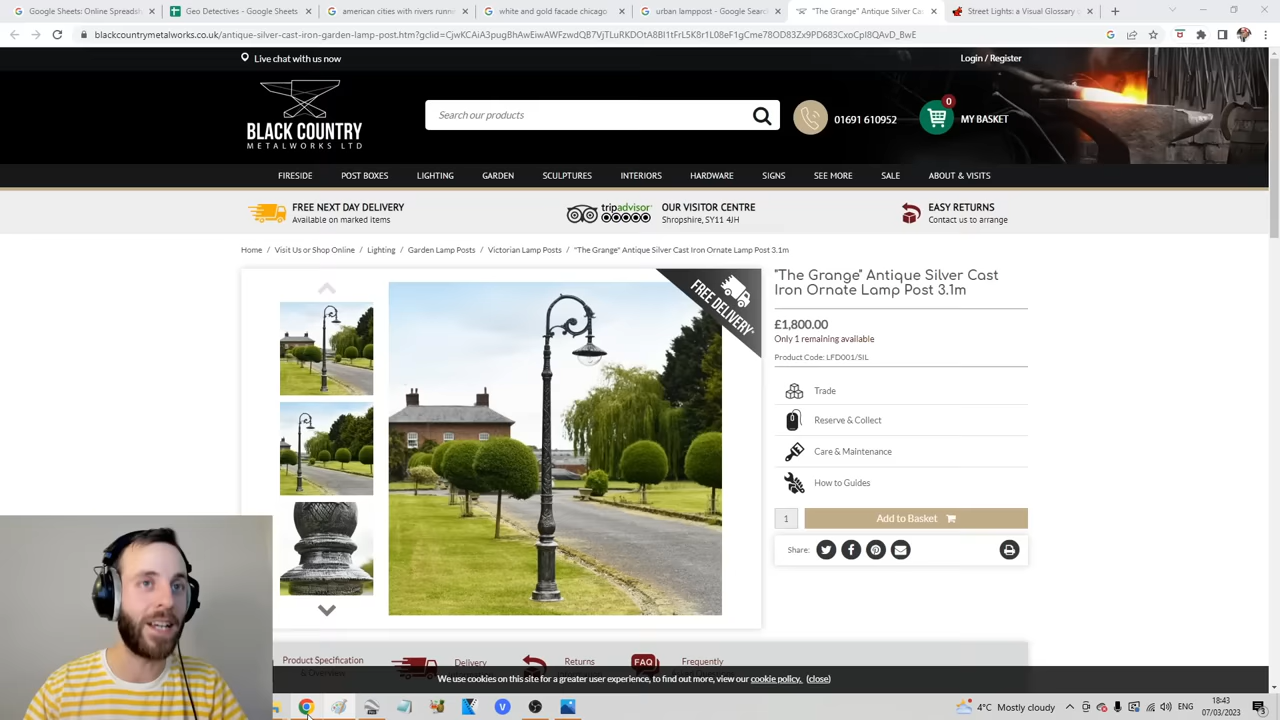 - Google Sheets
Geo Detectives - Google Sh
american cities with rivers runn
white and gold facade chicago
urban lamppost - Google Searc
"The Grange" Antique Silver Ca
Street Lights: a Visual Glossary
blackcountrymetalworks.co.uk/antique-silver-cast-iron-garden-lamp-post.htm?gclid=
Live chat with us now
Login / Register
BLACK COUNTRY
METALWORKS LTD
Search our products
01691 610952
0
MY BASKET
FIRESIDE POST BOXES LIGHTING GARDEN SCULPTURES INTERIORS HARDWARE SIGNS SEE MORE SALE ABOUT & VISITS
FREE NEXT DAY DELIVERY
Available on marked items
tripadvisor
OUR VISITOR CENTRE
Shropshire, SY11 4JH
EASY RETURNS
Contact us to arrange
Home / Visit Us or Shop Online / Lighting / Garden Lamp Posts / Victorian Lamp Posts / "The Grange" Antique Silver Cast Iron Ornate Lamp Post 3.1m
FREE DELIVERY*
"The Grange" Antique Silver Cast
Iron Ornate Lamp Post 3.1m
£1,800.00
Only 1 remaining available
Product Code: LFD001/SIL
Trade
Reserve & Collect
Care & Maintenance
How to Guides
1
Add to Basket
Share:
Product Specification
& Overview
Delivery
Returns
FAQ
Frequently
We use cookies on this site for a greater user experience, to find out more, view our cookie policy. (close)
4°C Mostly cloudy
ENG
18:43
07/03/2023
3